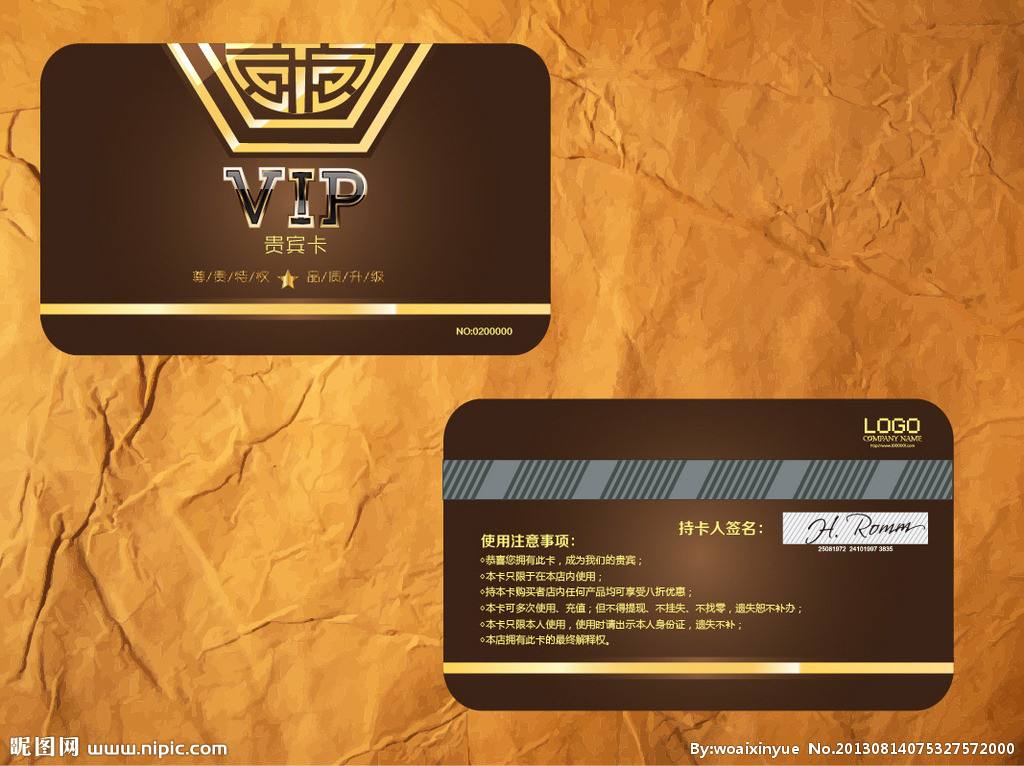 VIP
贵宾卡
尊/贵/特/权 品/质/升/级
NO:0200000
LOGO
COMPANY NAME
持卡人签名：
H. Romm
25081972 24101997 3835
使用注意事项：
◇恭喜您拥有此卡，成为我们的贵宾；
◇本卡只限于在本店内使用；
◇持本卡购买者店内任何产品均可享受八折优惠；
◇本卡可多次使用、充值；但不得提现、不挂失、不找零，遗失恕不补办；
◇本卡只限本人使用，使用时请出示本人身份证，遗失不补；
◇本店拥有此卡的最终解释权。
昵图网 www.nipic.com
By:woaixinyue No.20130814075327572000